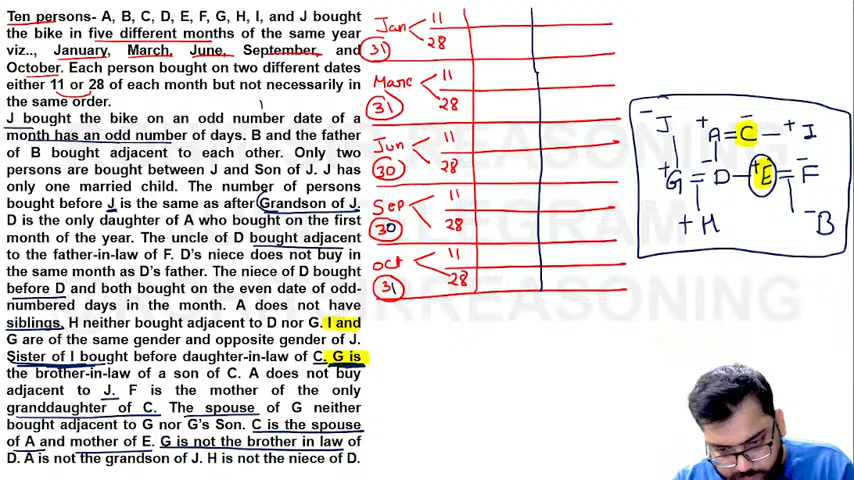 Ten persons- A, B, C, D, E, F, G, H, I, and J bought
the bike in five different months of the same year
viz.., January, March, June, September, and
October. Each person bought on two different dates
either 11 or 28 of each month but not necessarily in
the same order.
J bought the bike on an odd number date of a
month has an odd number of days. B and the father
of B bought adjacent to each other. Only two
persons are bought between J and Son of J. J has
only one married child. The number of persons
bought before J is the same as after Grandson of J.
D is the only daughter of A who bought on the first
month of the year. The uncle of D bought adjacent
to the father-in-law of F. D's niece does not buy in
the same month as D's father. The niece of D bought
before D and both bought on the even date of odd-
numbered days in the month. A does not have
siblings. H neither bought adjacent to D nor G. I and
G are of the same gender and opposite gender of J.
Sister of I bought before daughter-in-law of C. G is
the brother-in-law of a son of C. A does not buy
adjacent to J. F is the mother of the only
granddaughter of C. The spouse of G neither
bought adjacent to G nor G's Son. C is the spouse
of A and mother of E. G is not the brother in law of
D. A is not the grandson of J. H is not the niece of D.
Jan 11
28
31
Marc 11
28
31
Jun 11
28
30
Sep 11
28
30
oct 11
28
31
- J + A = C - — + I
+ G = - D — + E = - F
+ H - B